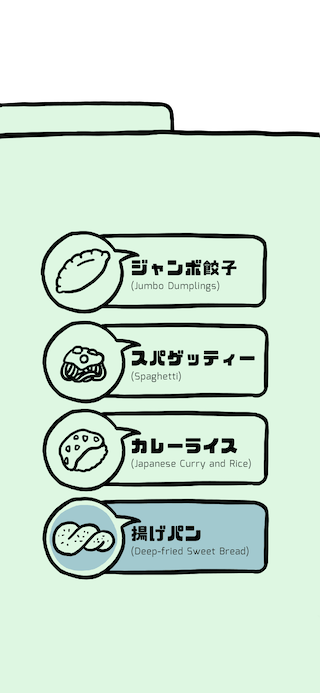 ジャンボ餃子
(Jumbo Dumplings)
スパゲッティー
(Spaghetti)
カレーライス
(Japanese Curry and Rice)
揚げパン
(Deep-fried Sweet Bread)